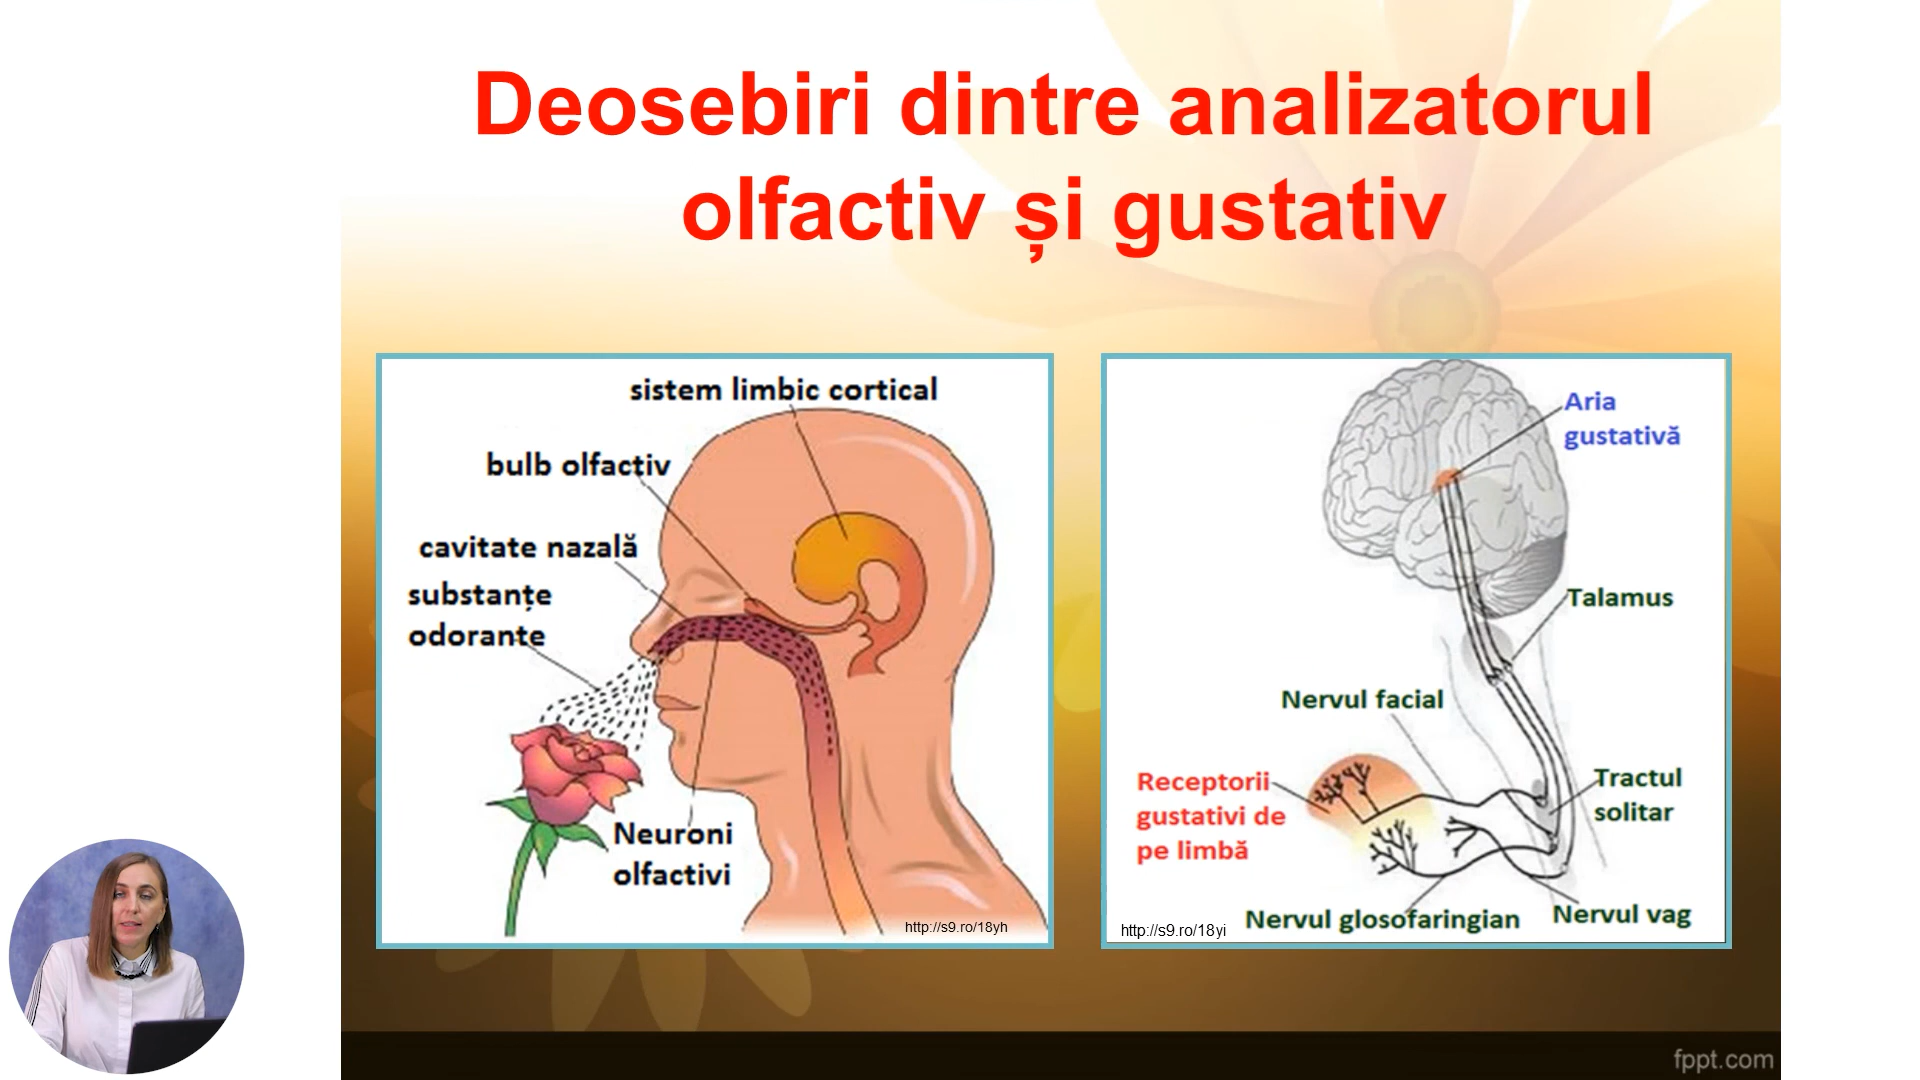 Deosebiri dintre analizatorul
olfactiv și gustativ
sistem limbic cortical
bulb olfactiv
cavitate nazală
substanțe
odorante
Neuroni
olfactivi
http://s9.ro/18yh
Aria
gustativă
Talamus
Nervul facial
Receptorii
gustativi de
pe limbă
Tractul
solitar
Nervul glosofaringian
Nervul vag
http://s9.ro/18yi
fppt.com